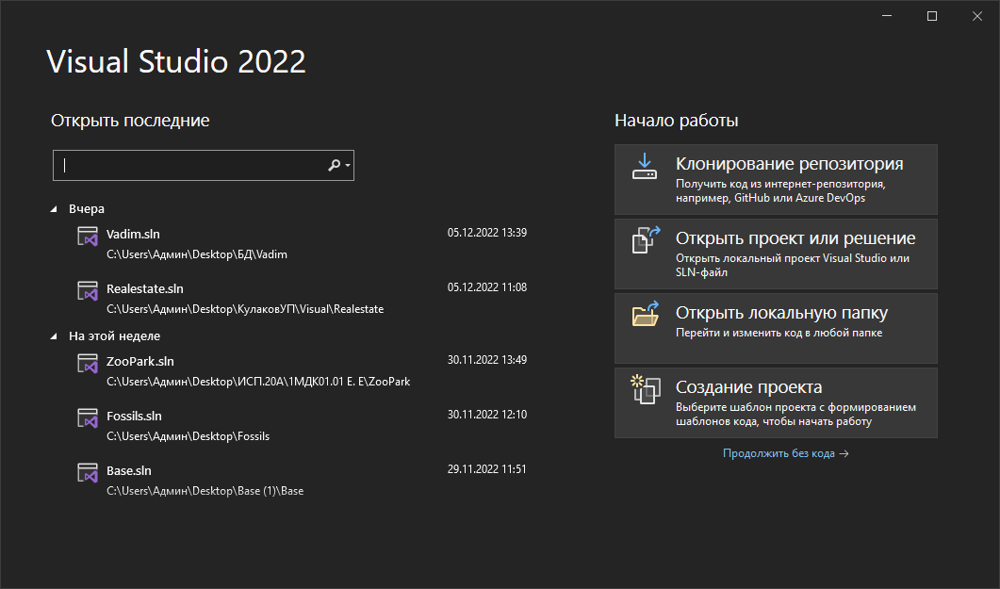 Visual Studio 2022
Открыть последние
Вчера
Vadim.sln 05.12.2022 13:39
C:\Users\Админ\Desktop\БД\Vadim
Realestate.sln 05.12.2022 11:08
C:\Users\Админ\Desktop\КулаковУП\Visual\Realestate
На этой неделе
ZooPark.sln 30.11.2022 13:49
C:\Users\Админ\Desktop\ИСП.20А\1МДК01.01 Е. Е\ZooPark
Fossils.sln 30.11.2022 12:10
C:\Users\Админ\Desktop\Fossils
Base.sln 29.11.2022 11:51
C:\Users\Админ\Desktop\Base (1)\Base
Начало работы
Клонирование репозитория
Получить код из интернет-репозитория,
например, GitHub или Azure DevOps
Открыть проект или решение
Открыть локальный проект Visual Studio или
SLN-файл
Открыть локальную папку
Перейти и изменить код в любой папке
Создание проекта
Выберите шаблон проекта с формированием
шаблонов кода, чтобы начать работу
Продолжить без кода →